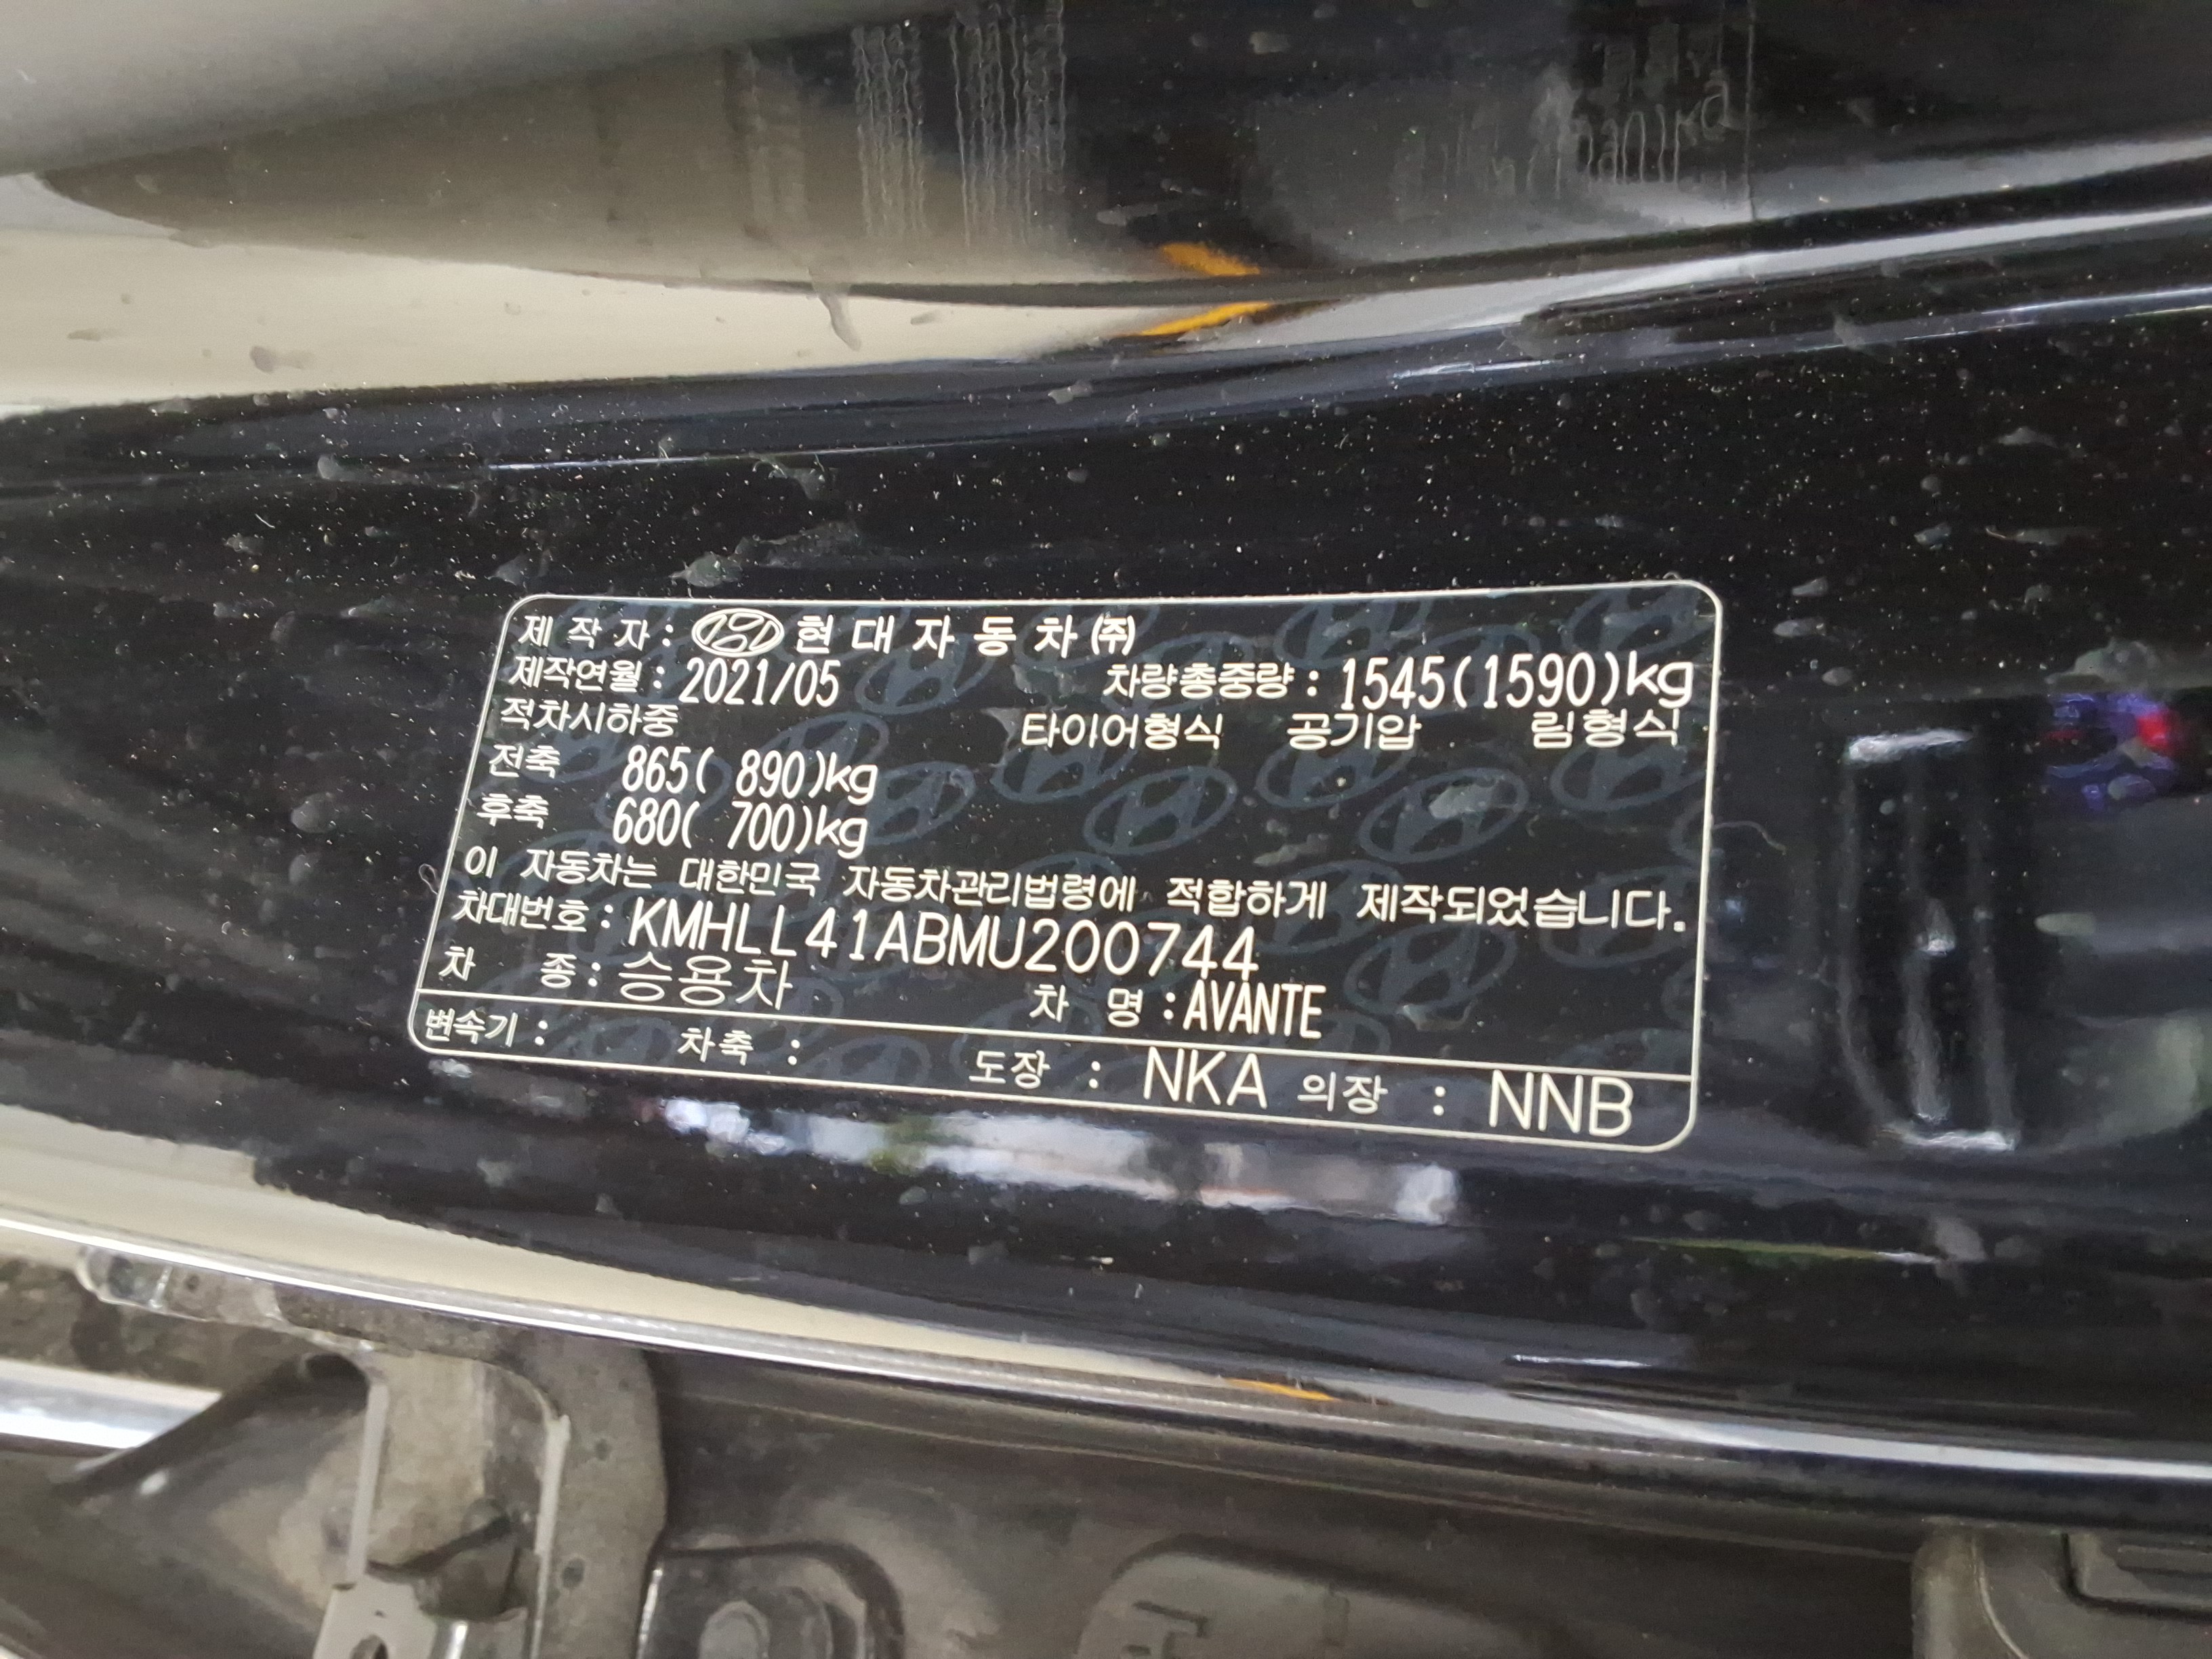 제 작 자 : 현 대 자 동 차 ㈜
제작연월 : 2021/05 차량총중량 : 1545(1590)kg
적차시하중 타이어형식 공기압 림형식
전축 865( 890)kg
후축 680( 700)kg
이 자동차는 대한민국 자동차관리법령에 적합하게 제작되었습니다.
차대번호 : KMHLL41ABMU200744
차 종 : 승용차 차 명 : AVANTE
변속기 : 차축 : 도장 : NKA 의장 : NNB